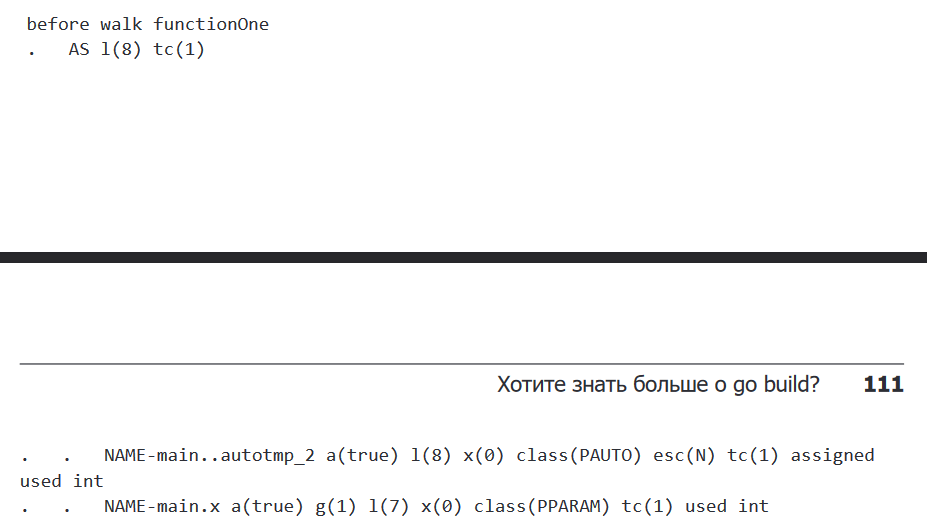 before walk functionOne
.   AS l(8) tc(1)
Хотите знать больше о go build?    111
.   .   NAME-main..autotmp_2 a(true) l(8) x(0) class(PAUTO) esc(N) tc(1) assigned
used int
.   .   NAME-main.x a(true) g(1) l(7) x(0) class(PPARAM) tc(1) used int